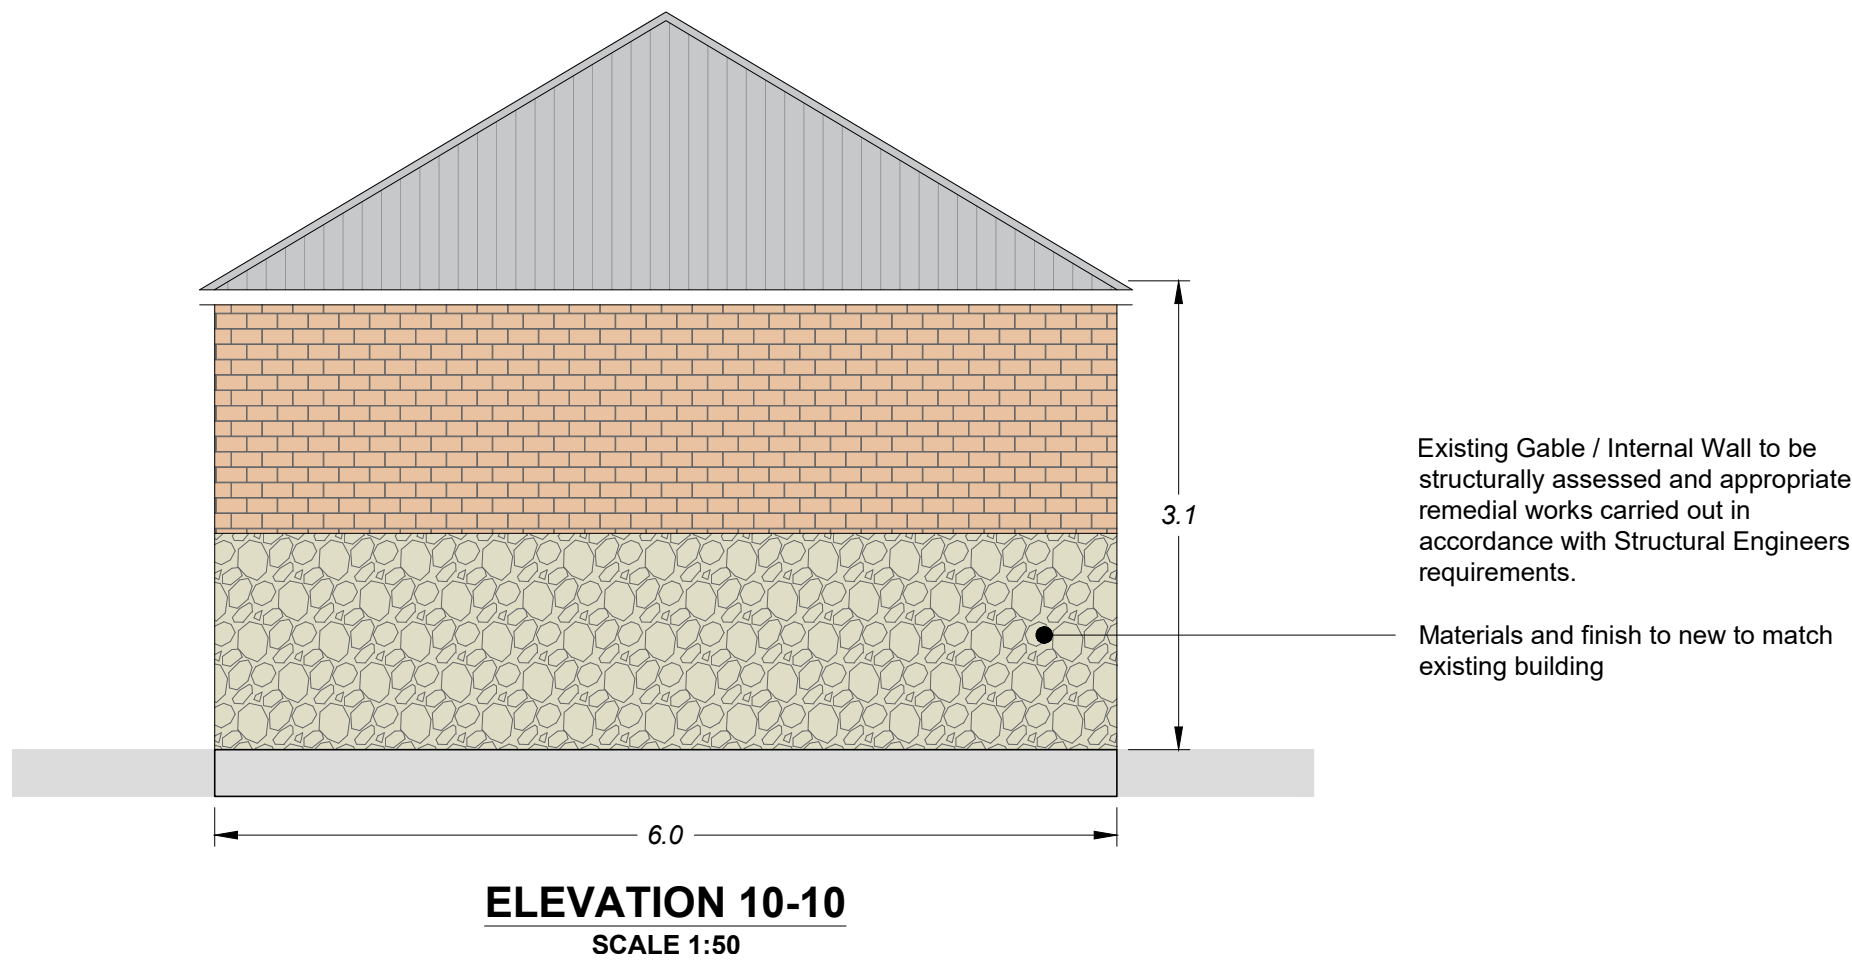 Existing Gable / Internal Wall to be
structurally assessed and appropriate
remedial works carried out in
accordance with Structural Engineers
requirements.
Materials and finish to new to match
existing building
3.1
6.0
ELEVATION 10-10
SCALE 1:50